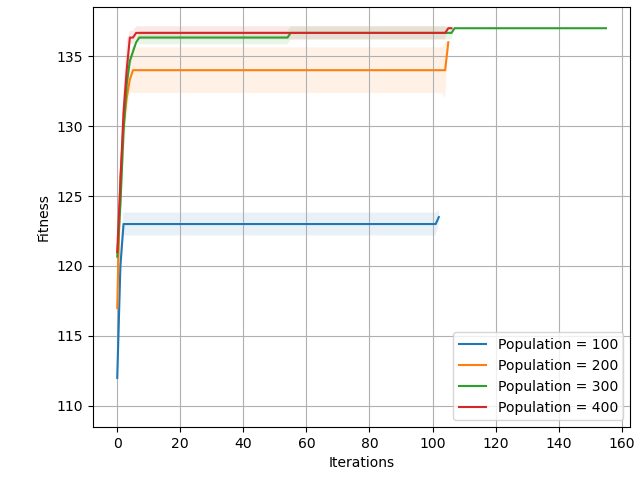 135
130
125
120
115
110
Fitness
0 20 40 60 80 100 120 140 160
Iterations
Population = 100
Population = 200
Population = 300
Population = 400